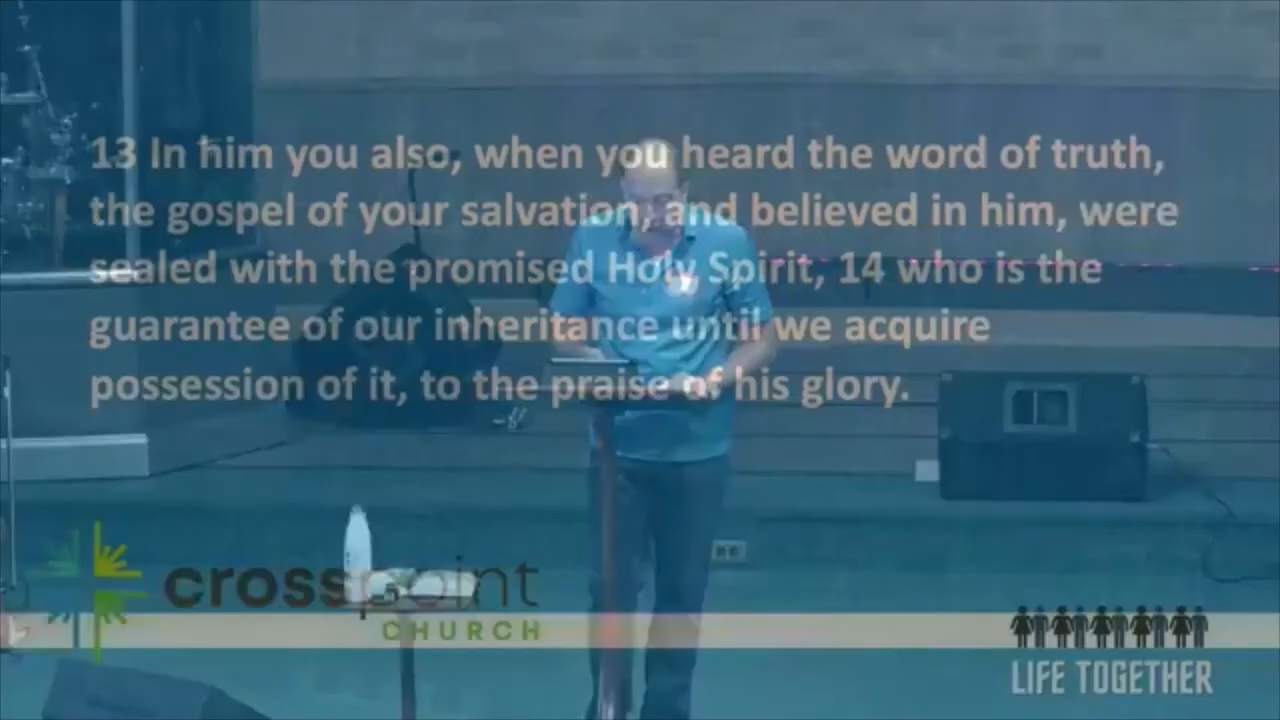 13 In him you also, when you heard the word of truth,
the gospel of your salvation, and believed in him, were
sealed with the promised Holy Spirit, 14 who is the
guarantee of our inheritance until we acquire
possession of it, to the praise of his glory.
crosspoint
CHURCH
LIFE TOGETHER